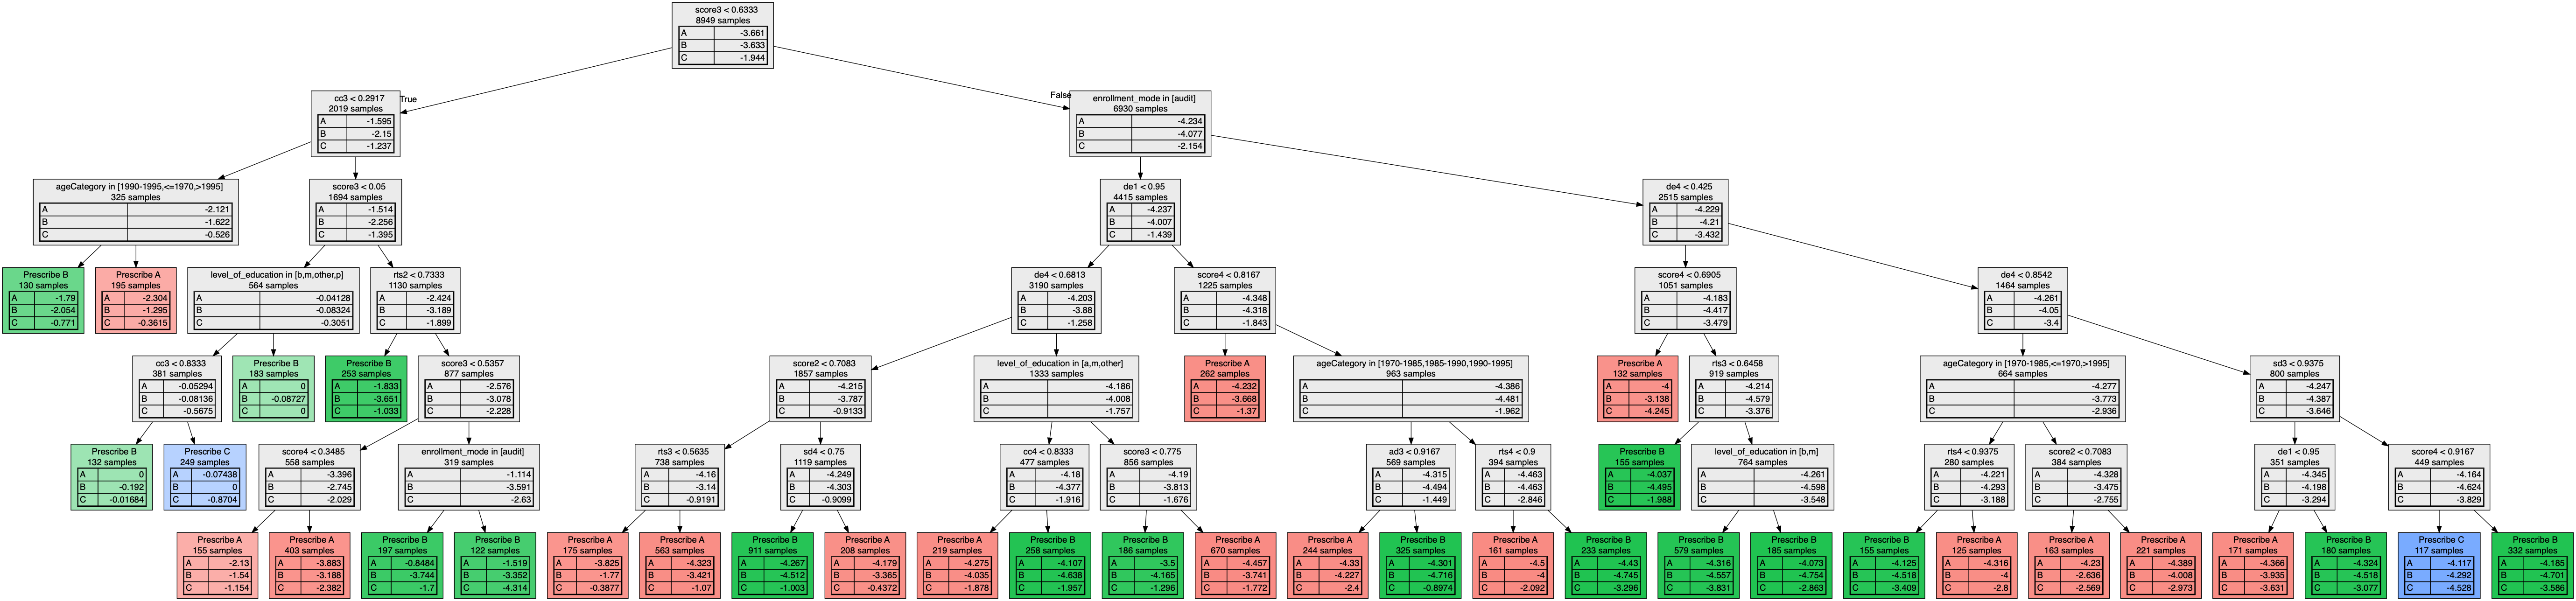 score3 < 0.6333
8949 samples
A -3.661
B -3.633
C -1.944
True
False
cc3 < 0.2917
2019 samples
A -1.595
B -2.15
C -1.237
enrollment_mode in [audit]
6930 samples
A -4.234
B -4.077
C -2.154
ageCategory in [1990-1995,<=1970,>1995]
325 samples
A -2.121
B -1.622
C -0.526
score3 < 0.05
1694 samples
A -1.514
B -2.256
C -1.395
de1 < 0.95
4415 samples
A -4.237
B -4.007
C -1.439
de4 < 0.425
2515 samples
A -4.229
B -4.21
C -3.432
Prescribe B
130 samples
A -1.79
B -2.054
C -0.771
Prescribe A
195 samples
A -2.304
B -1.295
C -0.3615
level_of_education in [b,m,other,p]
564 samples
A -0.04128
B -0.08324
C -0.3051
rts2 < 0.7333
1130 samples
A -2.424
B -3.189
C -1.899
de4 < 0.6813
3190 samples
A -4.203
B -3.88
C -1.258
score4 < 0.8167
1225 samples
A -4.348
B -4.318
C -1.843
score4 < 0.6905
1051 samples
A -4.183
B -4.417
C -3.479
de4 < 0.8542
1464 samples
A -4.261
B -4.05
C -3.4
cc3 < 0.8333
381 samples
A -0.05294
B -0.08136
C -0.5675
Prescribe B
183 samples
A 0
B -0.08727
C 0
Prescribe B
253 samples
A -1.833
B -3.651
C -1.033
score3 < 0.5357
877 samples
A -2.576
B -3.078
C -2.228
score2 < 0.7083
1857 samples
A -4.215
B -3.787
C -0.9133
level_of_education in [a,m,other]
1333 samples
A -4.186
B -4.008
C -1.757
Prescribe A
262 samples
A -4.232
B -3.668
C -1.37
ageCategory in [1970-1985,1985-1990,1990-1995]
963 samples
A -4.386
B -4.481
C -1.962
Prescribe A
132 samples
A -4
B -3.138
C -4.245
rts3 < 0.6458
919 samples
A -4.214
B -4.579
C -3.376
ageCategory in [1970-1985,<=1970,>1995]
664 samples
A -4.277
B -3.773
C -2.936
sd3 < 0.9375
800 samples
A -4.247
B -4.387
C -3.646
Prescribe B
132 samples
A 0
B -0.192
C -0.01684
Prescribe C
249 samples
A -0.07438
B 0
C -0.8704
score4 < 0.3485
558 samples
A -3.396
B -2.745
C -2.029
enrollment_mode in [audit]
319 samples
A -1.114
B -3.591
C -2.63
rts3 < 0.5635
738 samples
A -4.16
B -3.14
C -0.9191
sd4 < 0.75
1119 samples
A -4.249
B -4.303
C -0.9099
cc4 < 0.8333
477 samples
A -4.18
B -4.377
C -1.916
score3 < 0.775
856 samples
A -4.19
B -3.813
C -1.676
ad3 < 0.9167
569 samples
A -4.315
B -4.494
C -1.449
rts4 < 0.9
394 samples
A -4.463
B -4.463
C -2.846
Prescribe B
155 samples
A -4.037
B -4.495
C -1.988
level_of_education in [b,m]
764 samples
A -4.261
B -4.598
C -3.548
rts4 < 0.9375
280 samples
A -4.221
B -4.293
C -3.188
score2 < 0.7083
384 samples
A -4.328
B -3.475
C -2.755
de1 < 0.95
351 samples
A -4.345
B -4.198
C -3.294
score4 < 0.9167
449 samples
A -4.164
B -4.624
C -3.829
Prescribe A
155 samples
A -2.13
B -1.54
C -1.154
Prescribe A
403 samples
A -3.883
B -3.188
C -2.382
Prescribe B
197 samples
A -0.8484
B -3.744
C -1.7
Prescribe B
122 samples
A -1.519
B -3.352
C -4.314
Prescribe A
175 samples
A -3.825
B -1.77
C -0.3877
Prescribe A
563 samples
A -4.323
B -3.421
C -1.07
Prescribe B
911 samples
A -4.267
B -4.512
C -1.003
Prescribe A
208 samples
A -4.179
B -3.365
C -0.4372
Prescribe A
219 samples
A -4.275
B -4.035
C -1.878
Prescribe B
258 samples
A -4.107
B -4.638
C -1.957
Prescribe B
186 samples
A -3.5
B -4.165
C -1.296
Prescribe A
670 samples
A -4.457
B -3.741
C -1.772
Prescribe A
244 samples
A -4.33
B -4.227
C -2.4
Prescribe B
325 samples
A -4.301
B -4.716
C -0.8974
Prescribe A
161 samples
A -4.5
B -4
C -2.092
Prescribe B
233 samples
A -4.43
B -4.745
C -3.296
Prescribe B
579 samples
A -4.316
B -4.557
C -3.831
Prescribe B
185 samples
A -4.073
B -4.754
C -2.863
Prescribe B
155 samples
A -4.125
B -4.518
C -3.409
Prescribe A
125 samples
A -4.316
B -4
C -2.8
Prescribe A
163 samples
A -4.23
B -2.636
C -2.569
Prescribe A
221 samples
A -4.389
B -4.008
C -2.973
Prescribe A
171 samples
A -4.366
B -3.935
C -3.631
Prescribe B
180 samples
A -4.324
B -4.518
C -3.077
Prescribe C
117 samples
A -4.117
B -4.292
C -4.528
Prescribe B
332 samples
A -4.185
B -4.701
C -3.586